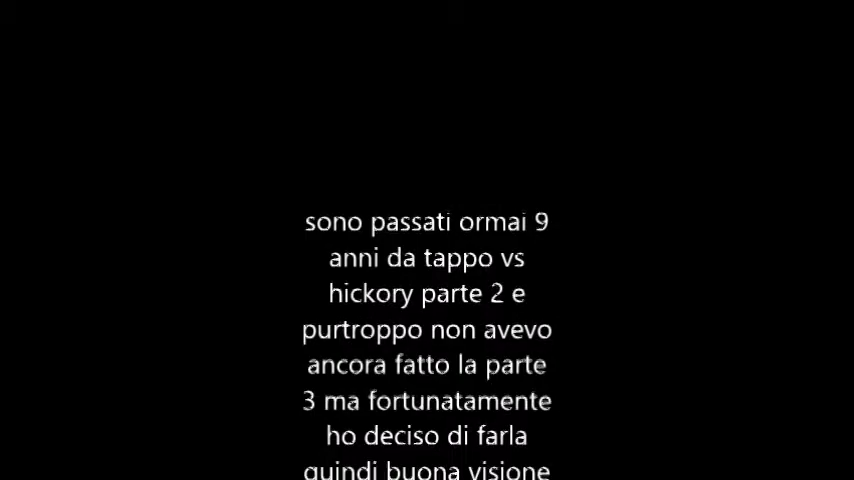 sono passati ormai 9
anni da tappo vs
hickory parte 2 e
purtroppo non avevo
ancora fatto la parte
3 ma fortunatamente
ho deciso di farla
quindi buona visione